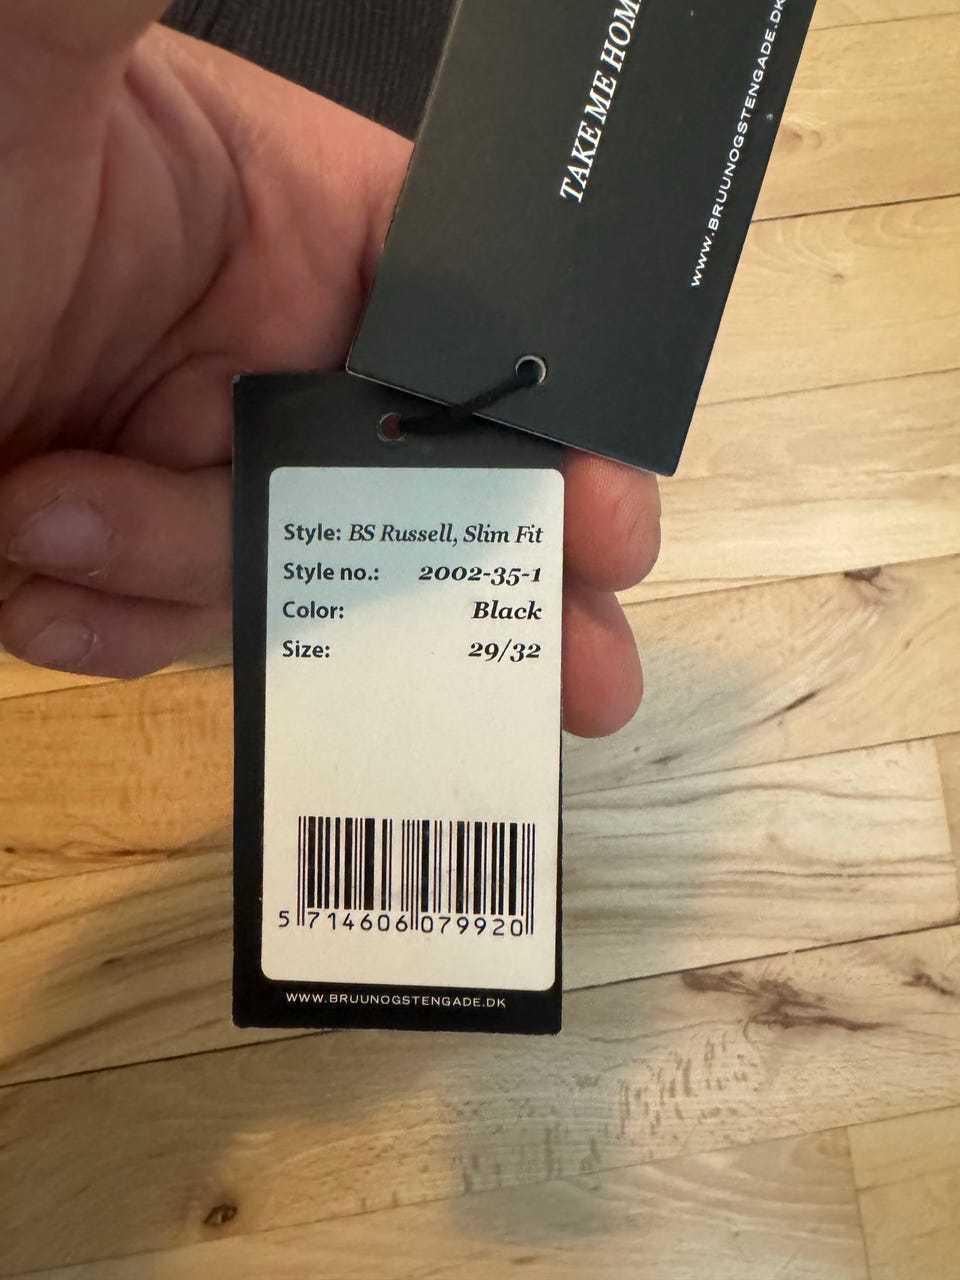 TAKE ME HOM
WWW.BRUUNOGSTENGADE.DK
Style: BS Russell, Slim Fit
Style no.: 2002-35-1
Color: Black
Size: 29/32
5 714606 079920
WWW.BRUUNOGSTENGADE.DK